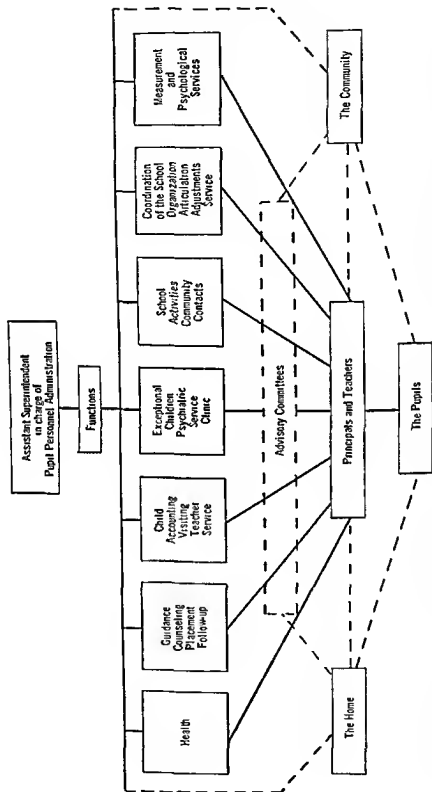 Assistant Superintendent
in charge of
Pupil Personnel Administration
Functions
Health
Guidance
Counseling
Placement
Follow-up
Child
Accounting
Visiting
Teacher
Service
Exceptional
Children
Psychiatric
Service
Clinic
School
Activities
Community
Contacts
Coordination
of the School
Organization
Articulation
Adjustments
Service
Measurement
and
Psychological
Services
Advisory Committees
The Home
Principals and Teachers
The Community
The Pupils